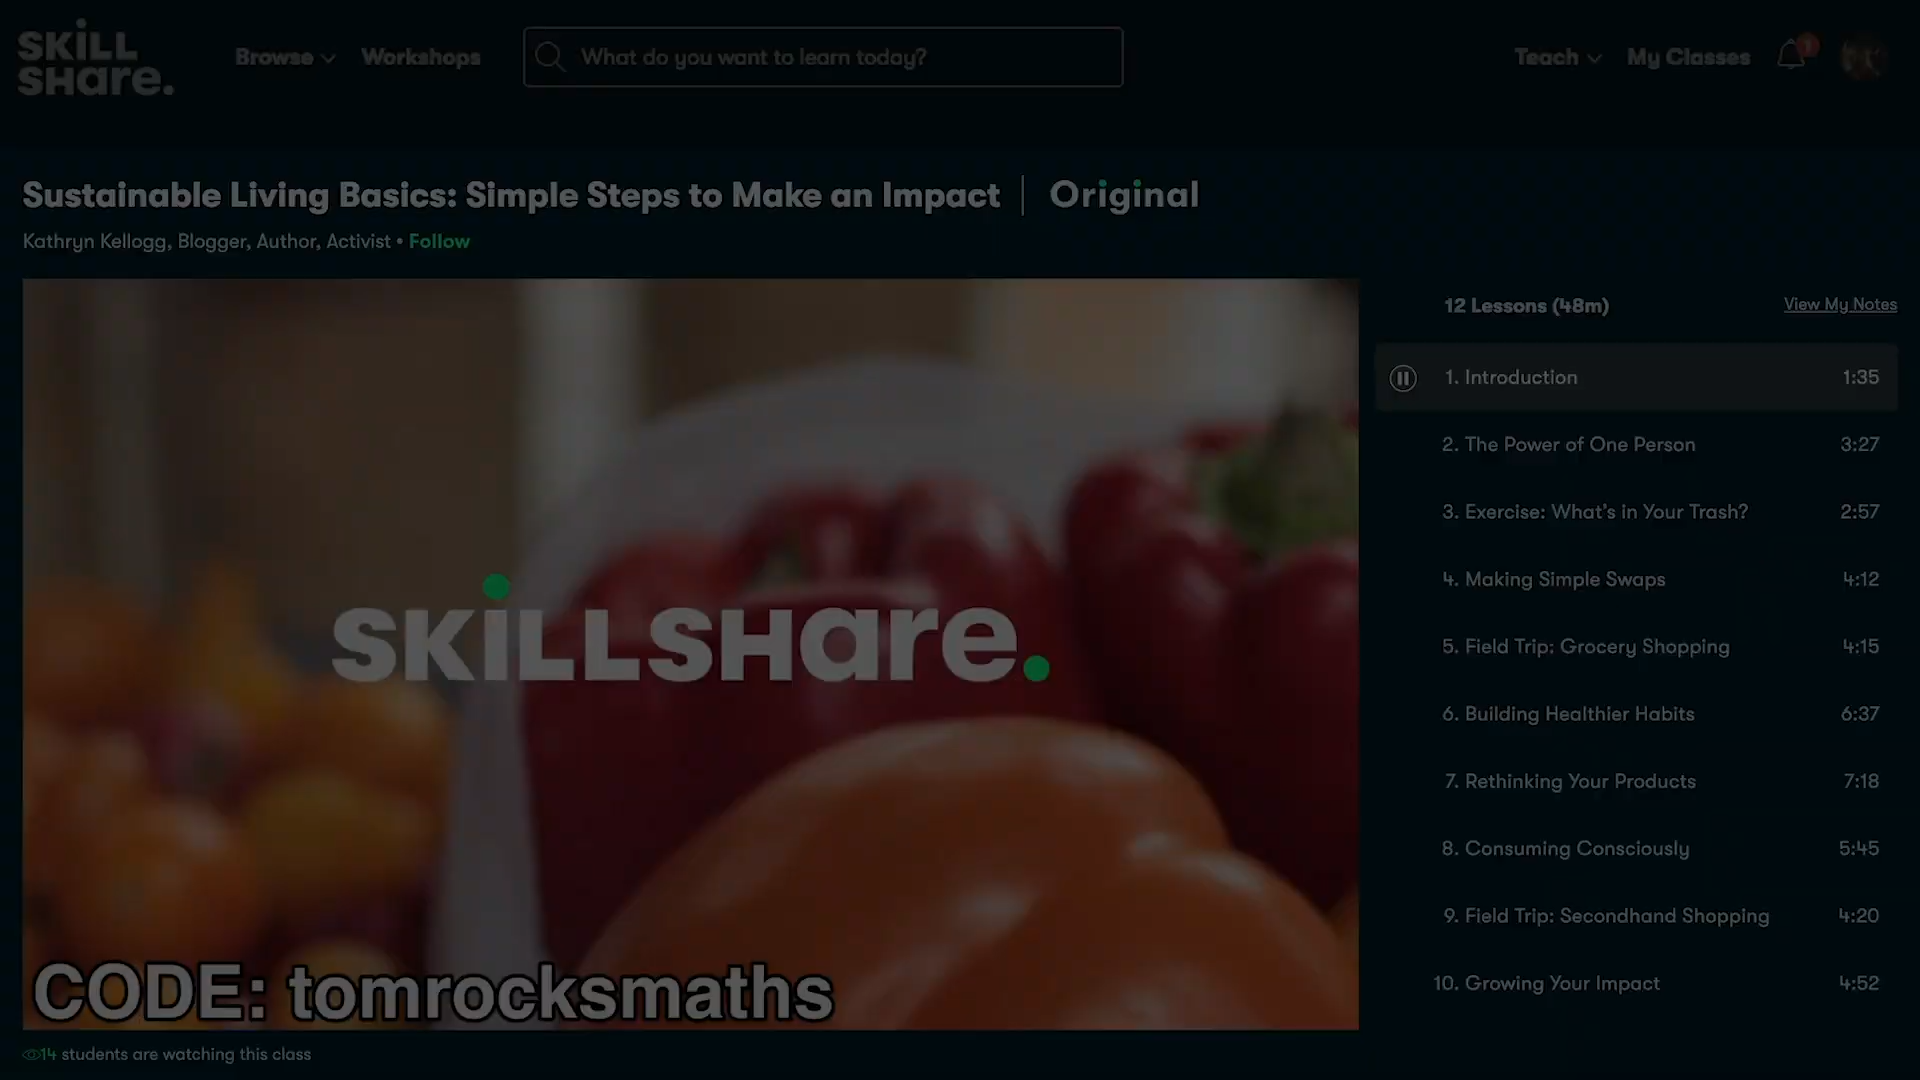 SKILL
SHare.
Browse
Workshops
What do you want to learn today?
Teach
My Classes
1
Sustainable Living Basics: Simple Steps to Make an Impact | Original
Kathryn Kellogg, Blogger, Author, Activist • Follow
12 Lessons (48m)
View My Notes
1. Introduction 1:35
2. The Power of One Person 3:27
3. Exercise: What's in Your Trash? 2:57
4. Making Simple Swaps 4:12
5. Field Trip: Grocery Shopping 4:15
6. Building Healthier Habits 6:37
7. Rethinking Your Products 7:18
8. Consuming Consciously 5:45
9. Field Trip: Secondhand Shopping 4:20
10. Growing Your Impact 4:52
SKiLLSHare.
CODE: tomrocksmaths
14 students are watching this class